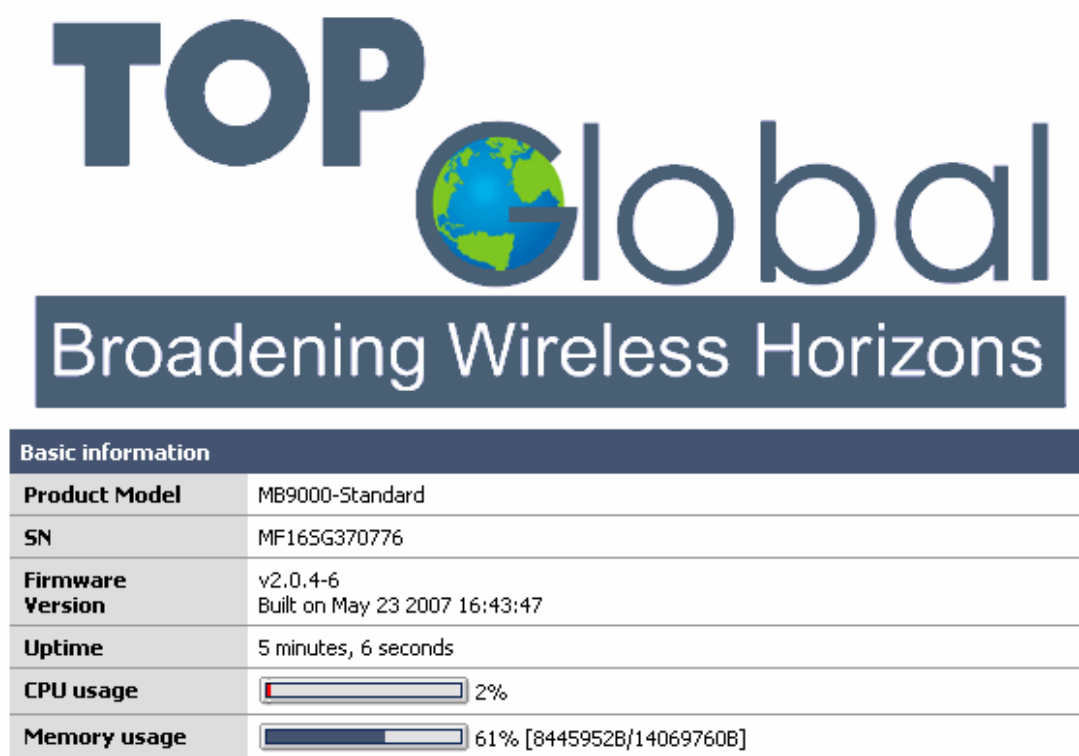 TOP
Global
Broadening Wireless Horizons
Basic information
Product Model MB9000-Standard
SN MF16SG370776
Firmware Version v2.0.4-6
Built on May 23 2007 16:43:47
Uptime 5 minutes, 6 seconds
CPU usage 2%
Memory usage 61% [8445952B/14069760B]